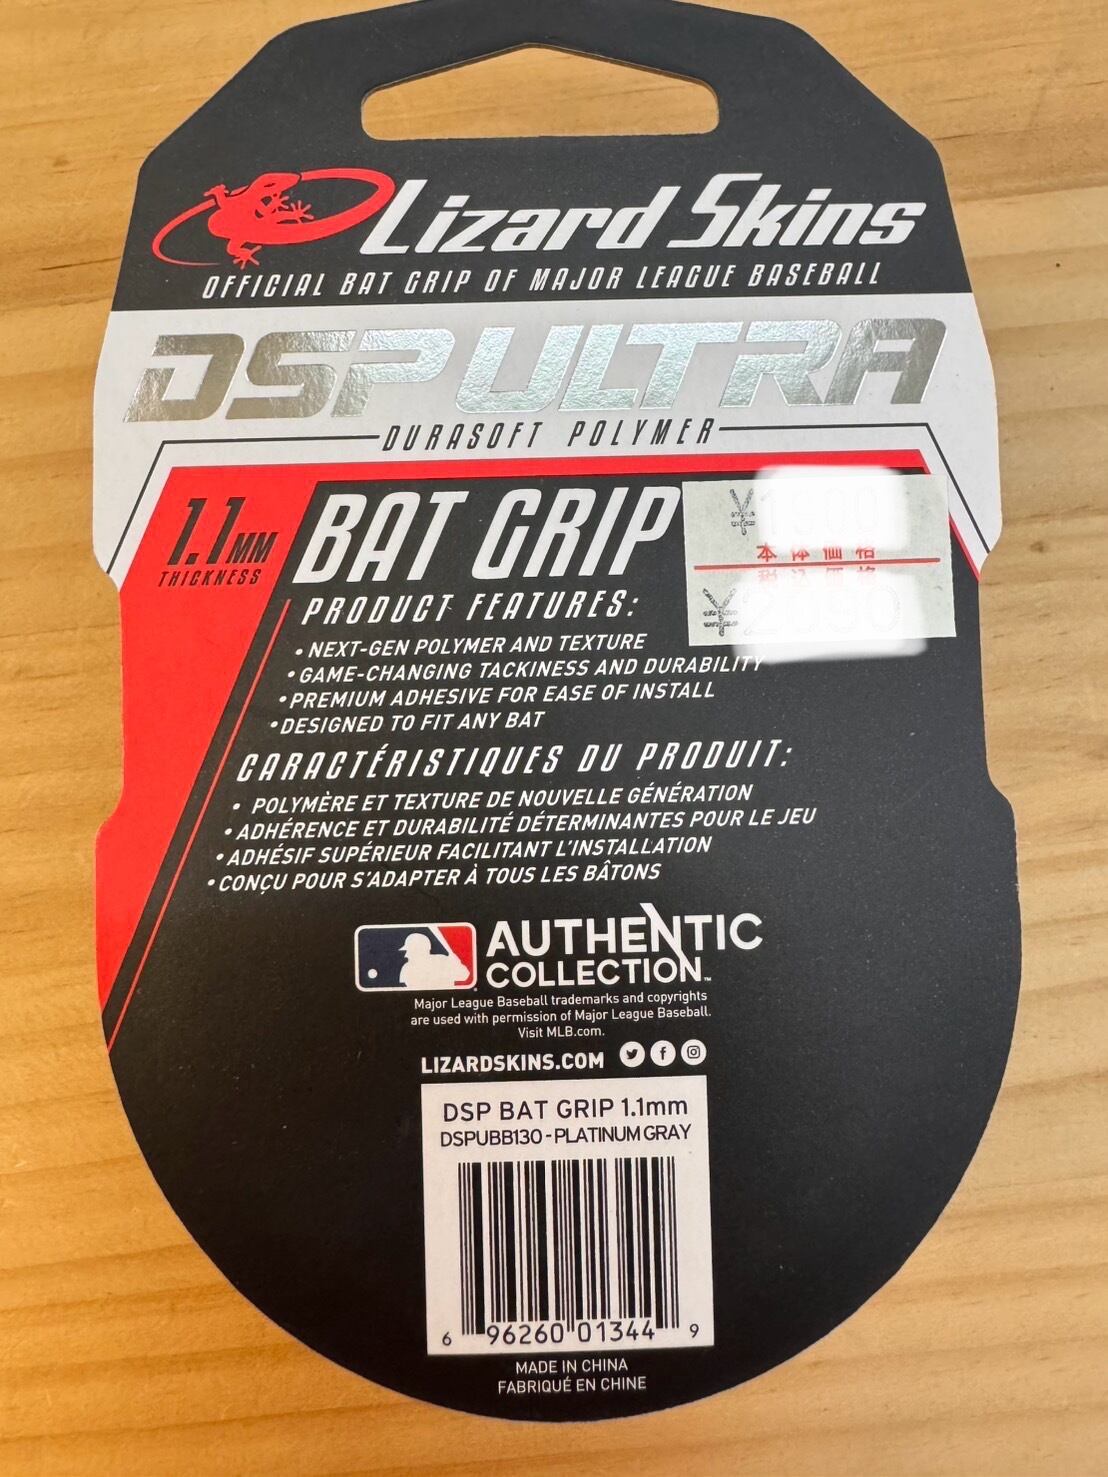 Lizard Skins
OFFICIAL BAT GRIP OF MAJOR LEAGUE BASEBALL
DSP ULTRA
DURASOFT POLYMER
1.1MM
THICKNESS
BAT GRIP
¥
本体価格
税込価格
¥
PRODUCT FEATURES:
• NEXT-GEN POLYMER AND TEXTURE
• GAME-CHANGING TACKINESS AND DURABILITY
• PREMIUM ADHESIVE FOR EASE OF INSTALL
• DESIGNED TO FIT ANY BAT
CARACTÉRISTIQUES DU PRODUIT:
• POLYMÈRE ET TEXTURE DE NOUVELLE GÉNÉRATION
• ADHÉRENCE ET DURABILITÉ DÉTERMINANTES POUR LE JEU
• ADHÉSIF SUPÉRIEUR FACILITANT L'INSTALLATION
• CONÇU POUR S'ADAPTER À TOUS LES BÂTONS
AUTHENTIC
COLLECTION™
Major League Baseball trademarks and copyrights
are used with permission of Major League Baseball.
Visit MLB.com.
LIZARDSKINS.COM
DSP BAT GRIP 1.1mm
DSPUBB130 - PLATINUM GRAY
6 96260 01344 9
MADE IN CHINA
FABRIQUÉ EN CHINE